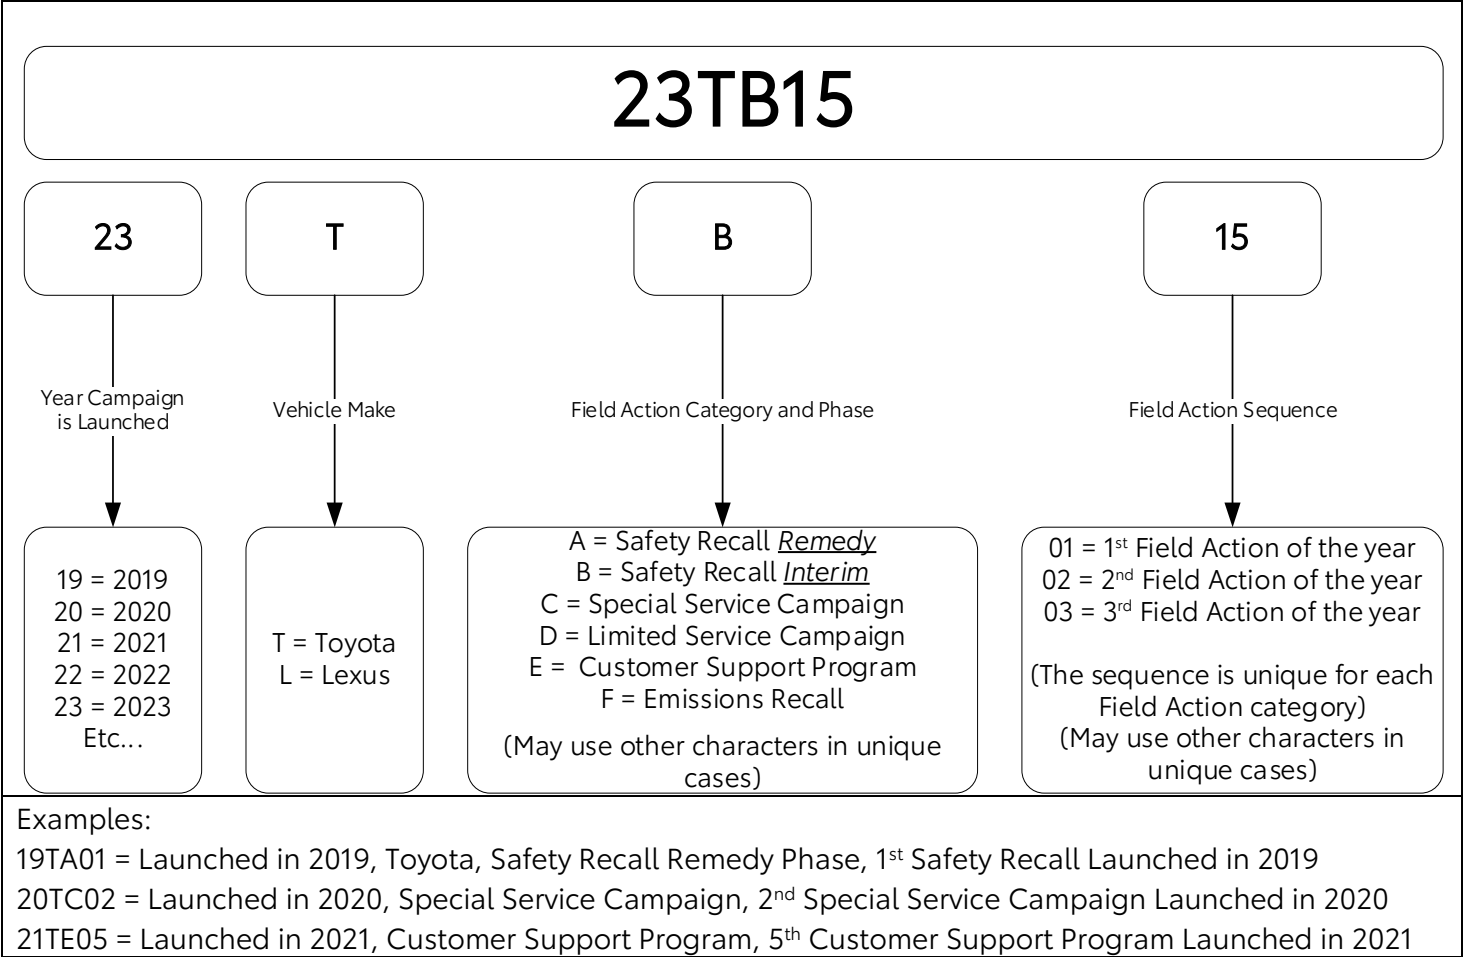 23TB15
23
T
B
15
Year Campaign
is Launched
Vehicle Make
Field Action Category and Phase
Field Action Sequence
19 = 2019
20 = 2020
21 = 2021
22 = 2022
23 = 2023
Etc...
T = Toyota
L = Lexus
A = Safety Recall Remedy
B = Safety Recall Interim
C = Special Service Campaign
D = Limited Service Campaign
E =  Customer Support Program
F = Emissions Recall
(May use other characters in unique
cases)
01 = 1st Field Action of the year
02 = 2nd Field Action of the year
03 = 3rd Field Action of the year
(The sequence is unique for each
Field Action category)
(May use other characters in
unique cases)
Examples:
19TA01 = Launched in 2019, Toyota, Safety Recall Remedy Phase, 1st Safety Recall Launched in 2019
20TC02 = Launched in 2020, Special Service Campaign, 2nd Special Service Campaign Launched in 2020
21TE05 = Launched in 2021, Customer Support Program, 5th Customer Support Program Launched in 2021